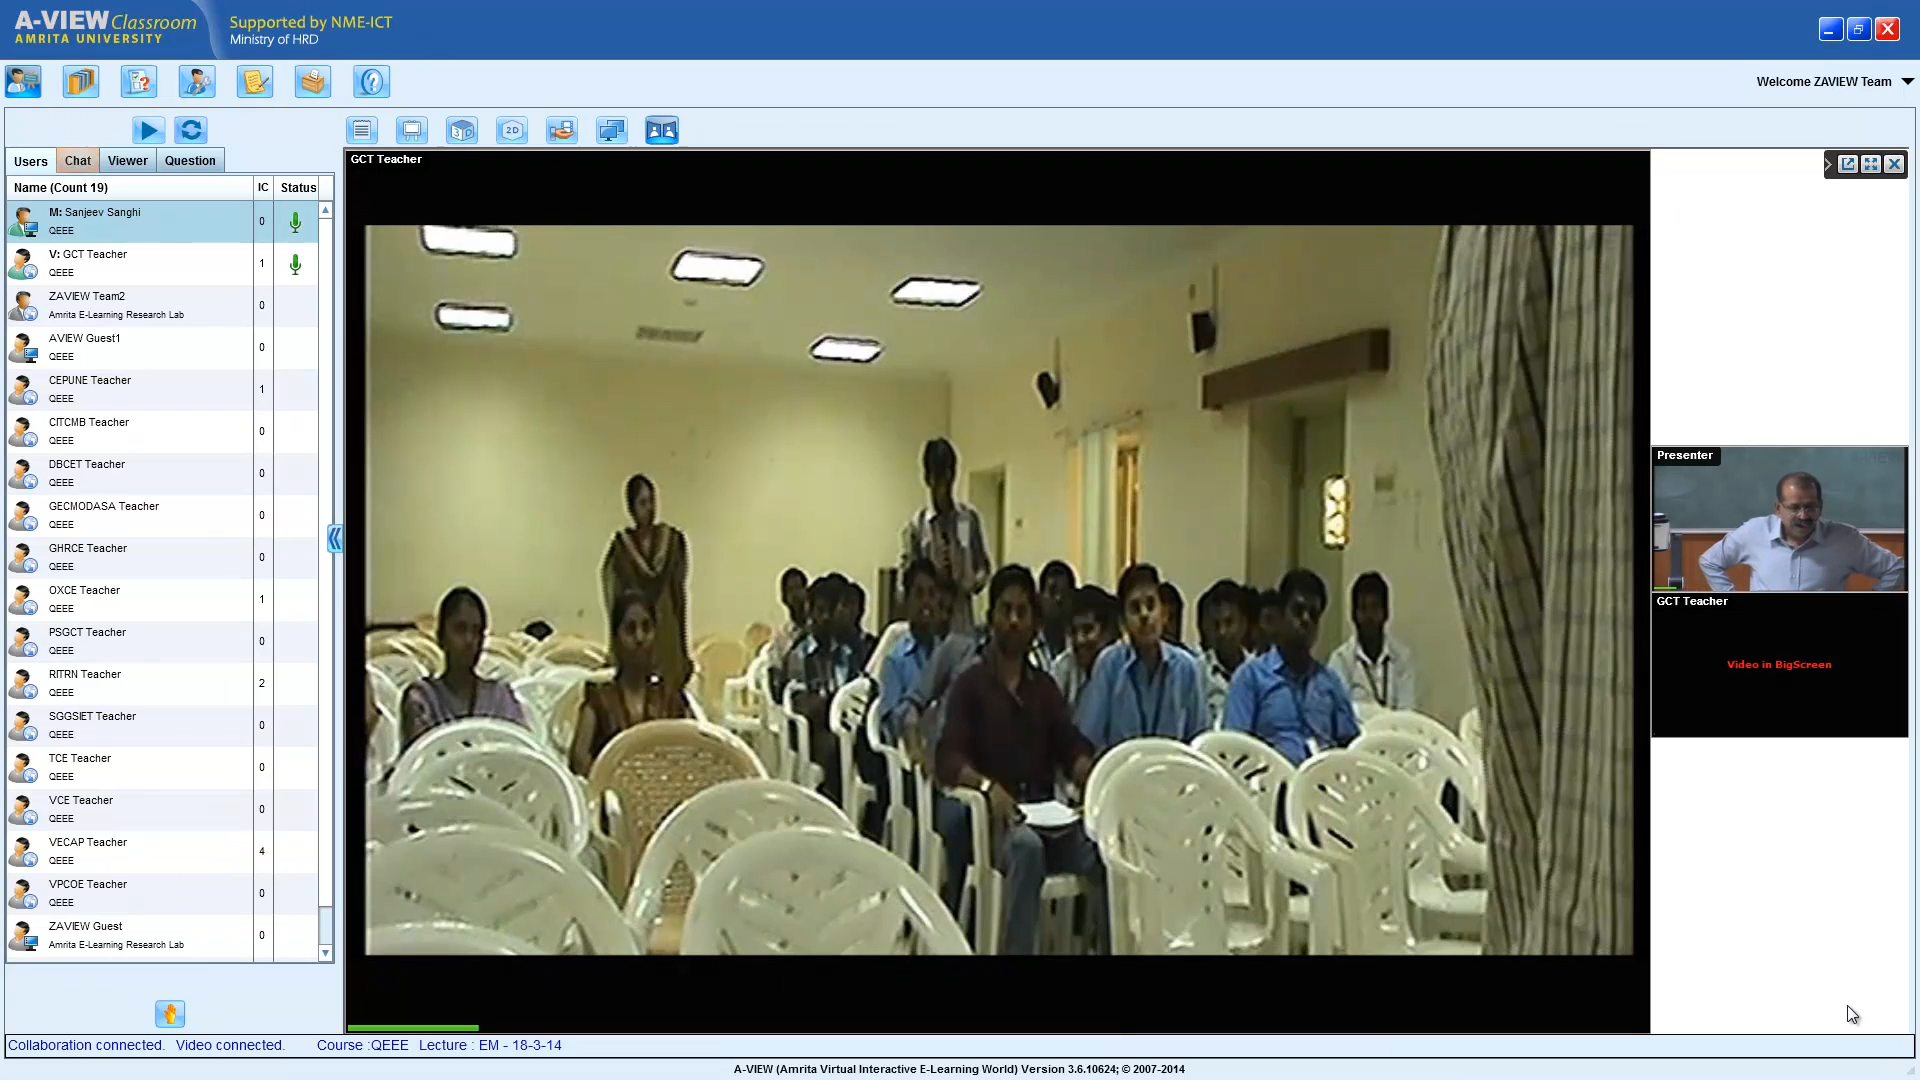 A-VIEW Classroom
AMRITA UNIVERSITY
Supported by NME-ICT
Ministry of HRD
Welcome ZAVIEW Team
3D
2D
Users
Chat
Viewer
Question
Name (Count 19)
IC
Status
M: Sanjeev Sanghi
QEEE
0
V: GCT Teacher
QEEE
1
ZAVIEW Team2
Amrita E-Learning Research Lab
0
AVIEW Guest1
QEEE
0
CEPUNE Teacher
QEEE
1
CITCMB Teacher
QEEE
0
DBCET Teacher
QEEE
0
GECMODASA Teacher
QEEE
0
GHRCE Teacher
QEEE
0
OXCE Teacher
QEEE
1
PSGCT Teacher
QEEE
0
RITRN Teacher
QEEE
2
SGGSIET Teacher
QEEE
0
TCE Teacher
QEEE
0
VCE Teacher
QEEE
0
VECAP Teacher
QEEE
4
VPCOE Teacher
QEEE
0
ZAVIEW Guest
Amrita E-Learning Research Lab
0
GCT Teacher
Presenter
GCT Teacher
Video in BigScreen
Collaboration connected. Video connected. Course :QEEE Lecture : EM - 18-3-14
A-VIEW (Amrita Virtual Interactive E-Learning World) Version 3.6.10624; © 2007-2014